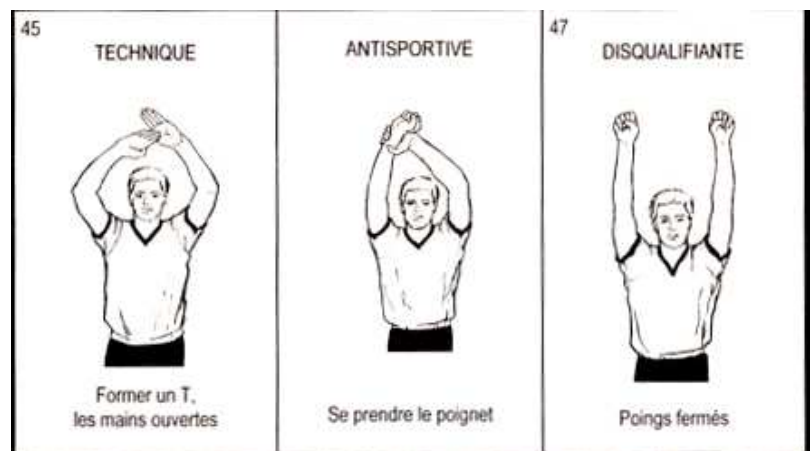 45
TECHNIQUE
Former un T,
les mains ouvertes
ANTISPORTIVE
Se prendre le poignet
47
DISQUALIFIANTE
Poings fermés